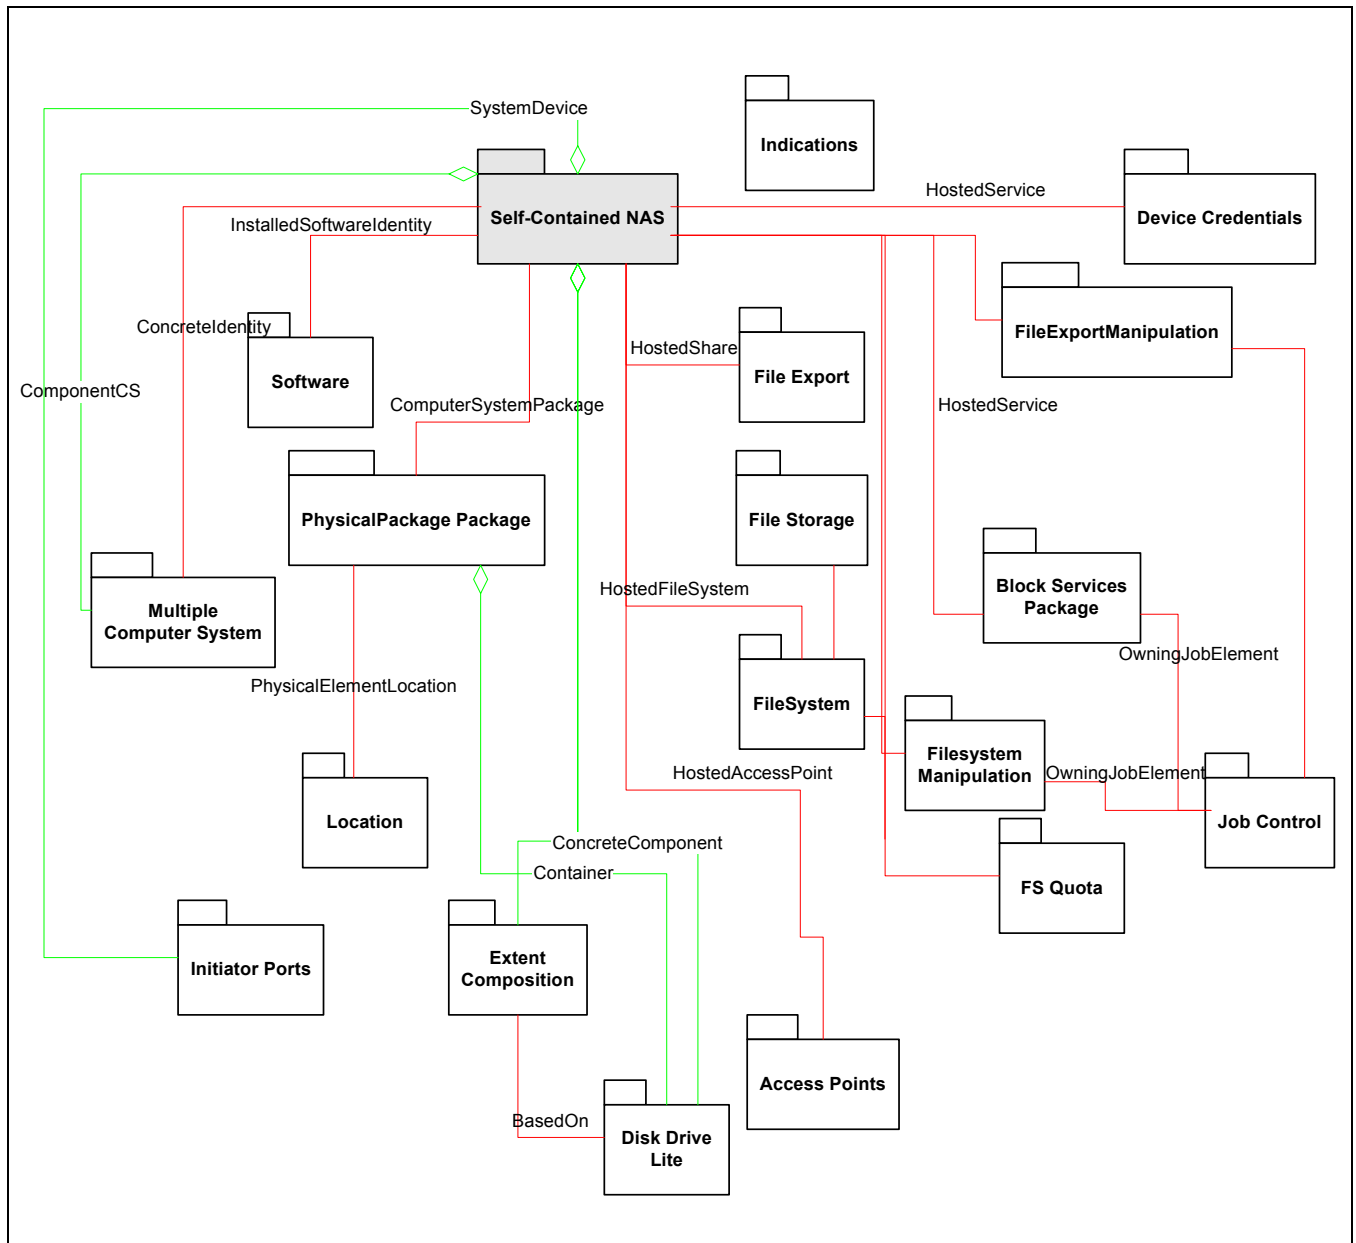 SystemDevice
Indications
HostedService
Self-Contained NAS
Device Credentials
InstalledSoftwareIdentity
ConcreteIdentity
FileExportManipulation
HostedShare
Software
File Export
ComponentCS
ComputerSystemPackage
HostedService
PhysicalPackage Package
File Storage
HostedFileSystem
Block Services
Package
Multiple
Computer System
OwningJobElement
PhysicalElementLocation
FileSystem
Filesystem
Manipulation
HostedAccessPoint
OwningJobElement
Location
Job Control
ConcreteComponent
Container
FS Quota
Initiator Ports
Extent
Composition
Access Points
BasedOn
Disk Drive
Lite